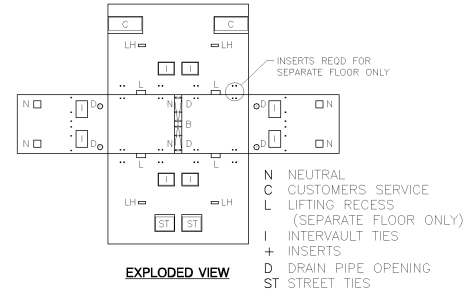 C C
LH LH
I I
INSERTS REQD FOR
SEPARATE FLOOR ONLY
L L
N I D N D D I N
B
N I D N D D I N
L L
I I
LH LH
ST ST
N NEUTRAL
C CUSTOMERS SERVICE
L LIFTING RECESS
(SEPARATE FLOOR ONLY)
I INTERVAULT TIES
+ INSERTS
D DRAIN PIPE OPENING
ST STREET TIES
EXPLODED VIEW